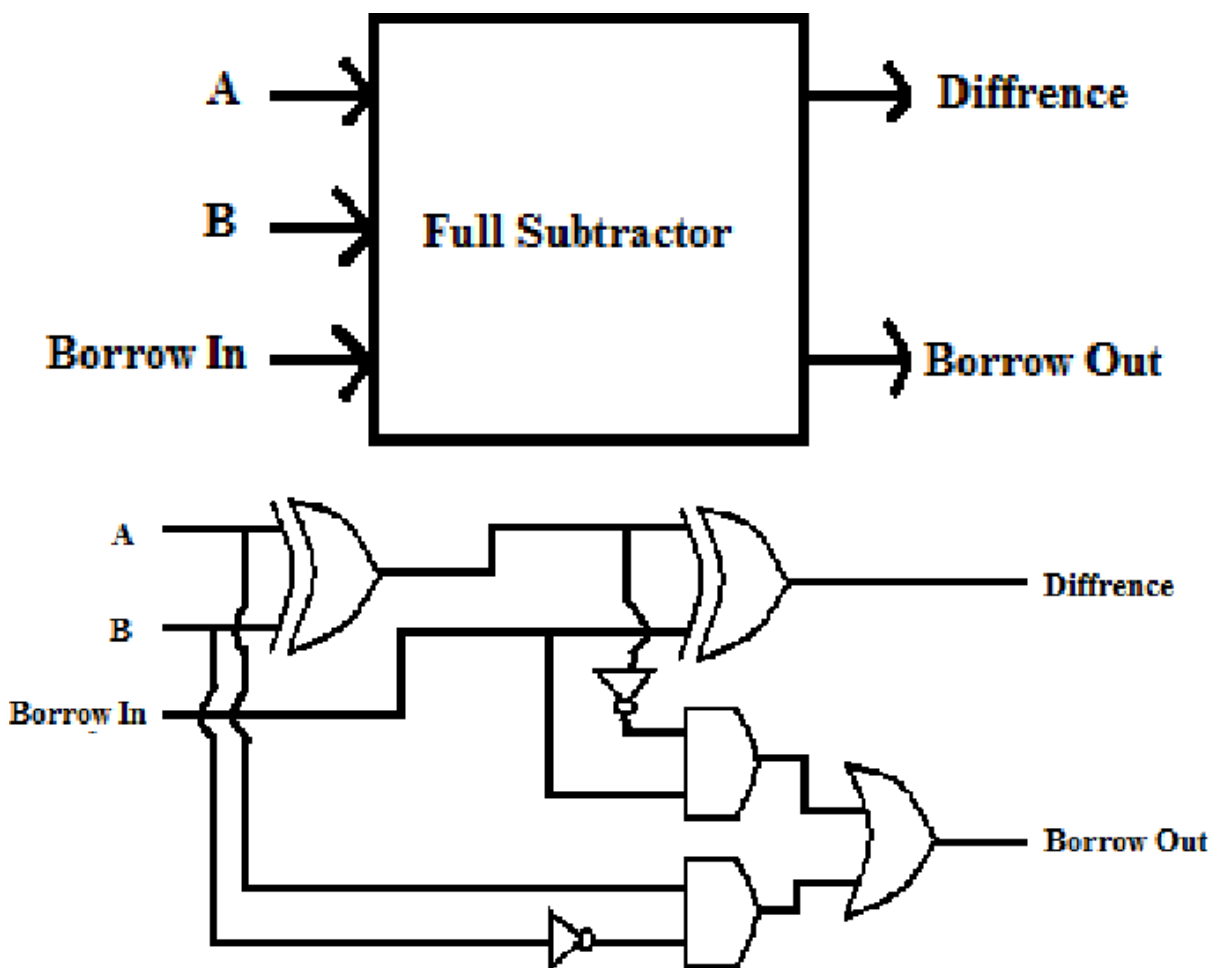 A
Diffrence
B
Full Subtractor
Borrow In
Borrow Out
A
Diffrence
B
Borrow In
Borrow Out